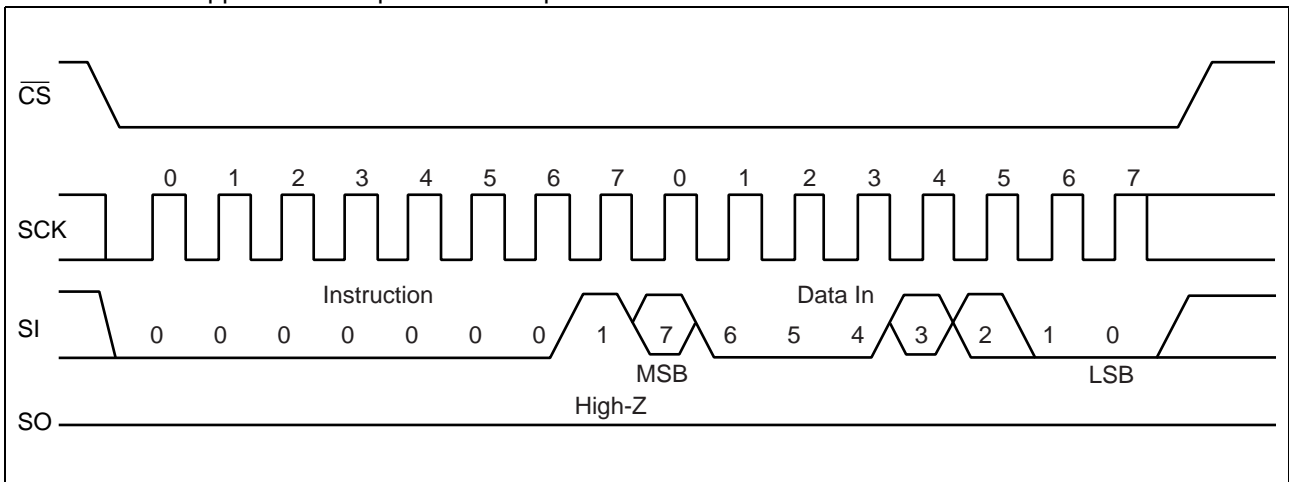 CS
0 1 2 3 4 5 6 7 0 1 2 3 4 5 6 7
SCK
Instruction Data In
SI 0 0 0 0 0 0 0 1 7 6 5 4 3 2 1 0
MSB LSB
High-Z
SO